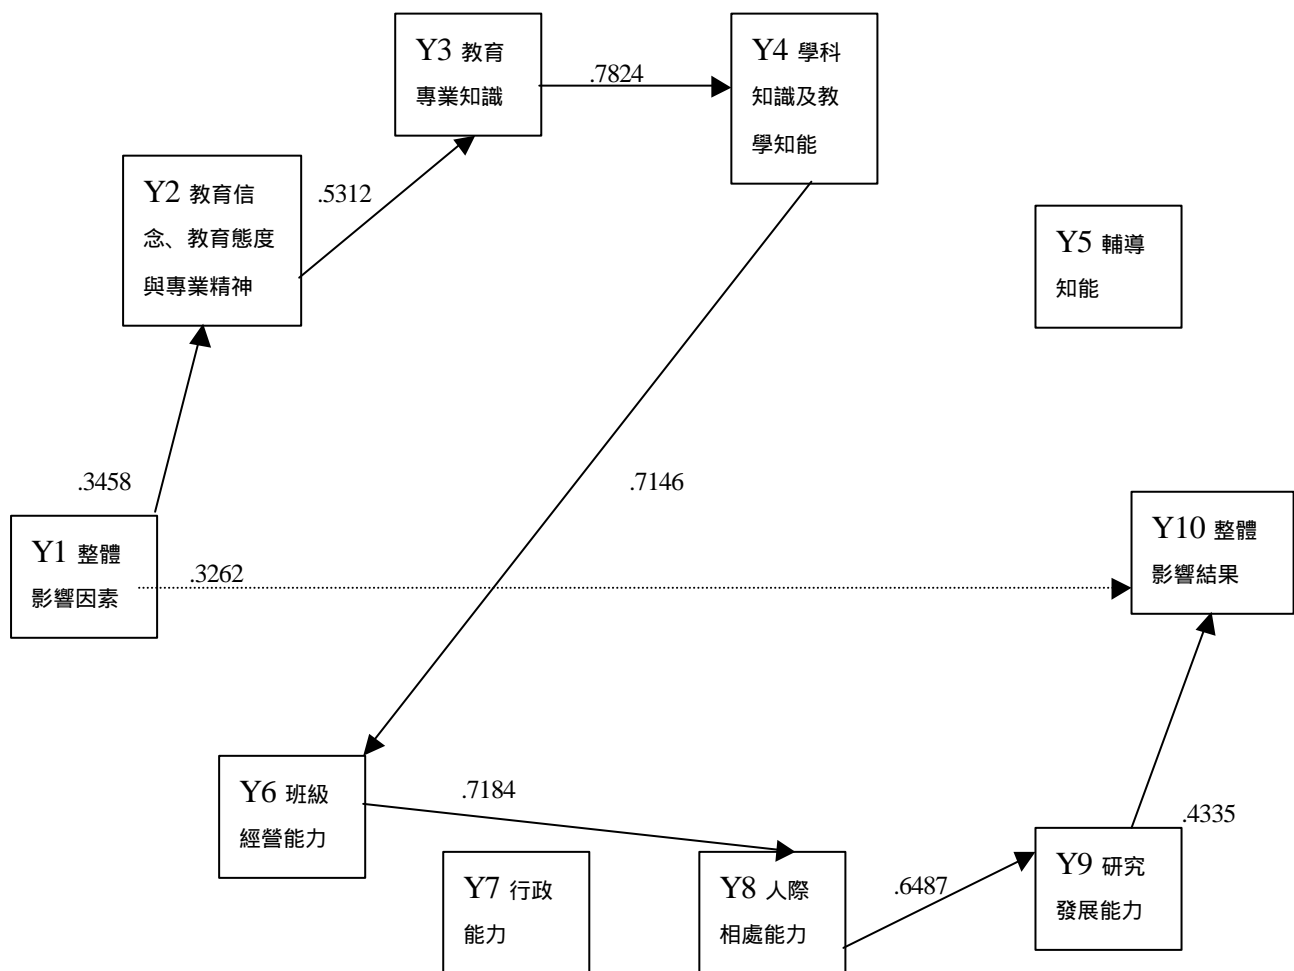 Y3 教育
專業知識
.7824
Y4 學科
知識及教
學知能
Y2 教育信
念、教育態度
與專業精神
.5312
Y5 輔導
知能
.3458
.7146
Y1 整體
影響因素
.3262
Y10 整體
影響結果
Y6 班級
經營能力
.7184
Y7 行政
能力
Y8 人際
相處能力
.6487
Y9 研究
發展能力
.4335